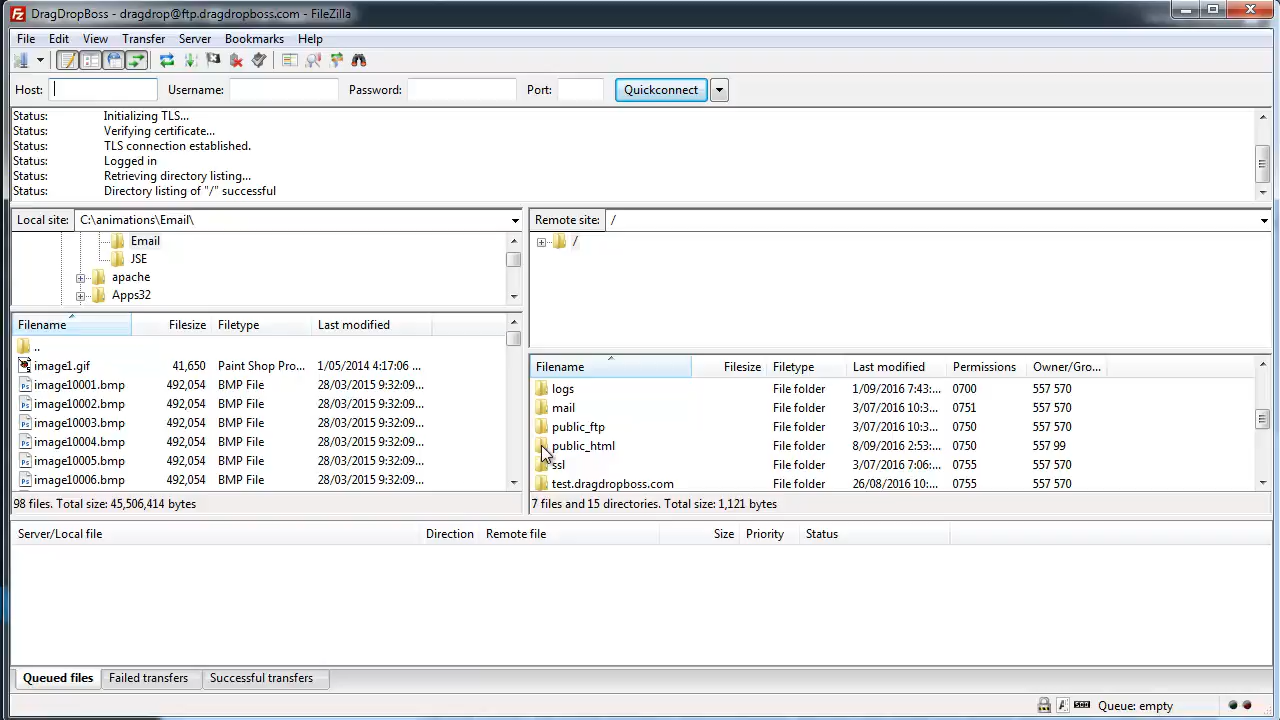 DragDropBoss - dragdrop@ftp.dragdropboss.com - FileZilla
File Edit View Transfer Server Bookmarks Help
Host: Username: Password: Port: Quickconnect
Status: Initializing TLS...
Status: Verifying certificate...
Status: TLS connection established.
Status: Logged in
Status: Retrieving directory listing...
Status: Directory listing of "/" successful
Local site: C:\animations\Email\
Email
JSE
apache
Apps32
Filename Filesize Filetype Last modified
..
image1.gif 41,650 Paint Shop Pro... 1/05/2014 4:17:06 ...
image10001.bmp 492,054 BMP File 28/03/2015 9:32:09...
image10002.bmp 492,054 BMP File 28/03/2015 9:32:09...
image10003.bmp 492,054 BMP File 28/03/2015 9:32:09...
image10004.bmp 492,054 BMP File 28/03/2015 9:32:09...
image10005.bmp 492,054 BMP File 28/03/2015 9:32:09...
image10006.bmp 492,054 BMP File 28/03/2015 9:32:09...
98 files. Total size: 45,506,414 bytes
Remote site: /
/
Filename Filesize Filetype Last modified Permissions Owner/Gro...
logs File folder 1/09/2016 7:43:... 0700 557 570
mail File folder 3/07/2016 10:3... 0751 557 570
public_ftp File folder 3/07/2016 10:3... 0750 557 570
public_html File folder 8/09/2016 2:53:... 0750 557 99
ssl File folder 3/07/2016 7:06:... 0755 557 570
test.dragdropboss.com File folder 26/08/2016 10:... 0755 557 570
7 files and 15 directories. Total size: 1,121 bytes
Server/Local file Direction Remote file Size Priority Status
Queued files Failed transfers Successful transfers
Queue: empty